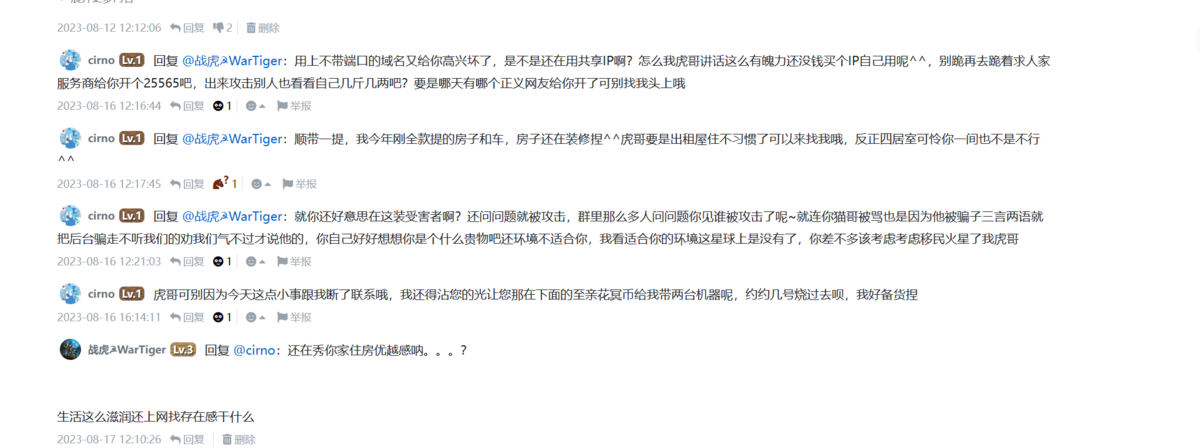 2023-08-12 12:12:06 回复 2 删除
cirno Lv.1 回复 @战虎☭WarTiger：用上不带端口的域名又给你高兴坏了，是不是还在用共享IP啊？怎么我虎哥讲话这么有魄力还没钱买个IP自己用呢^^，别跪再去跪着求人家
服务商给你开个25565吧，出来攻击别人也看看自己几斤几两吧？要是哪天有哪个正义网友给你开了可别找我头上哦
2023-08-16 12:16:44 回复 1 举报
cirno Lv.1 回复 @战虎☭WarTiger：顺带一提，我今年刚全款提的房子和车，房子还在装修捏^^虎哥要是出租屋住不习惯了可以来找我哦，反正四居室可怜你一间也不是不行
^^
2023-08-16 12:17:45 回复 ? 1 举报
cirno Lv.1 回复 @战虎☭WarTiger：就你还好意思在这装受害者啊？还问问题就被攻击，群里那么多人问问题你见谁被攻击了呢~就连你猫哥被骂也是因为他被骗子三言两语就
把后台骗走不听我们的劝我们气不过才说他的，你自己好好想想你是个什么贵物吧还环境不适合你，我看适合你的环境这星球上是没有了，你差不多该考虑考虑移民火星了我虎哥
2023-08-16 12:21:03 回复 1 举报
cirno Lv.1 虎哥可别因为今天这点小事跟我断了联系哦，我还得沾您的光让您那在下面的至亲花冥币给我带两台机器呢，约约几号烧过去呗，我好备货捏
2023-08-16 16:14:11 回复 1 举报
战虎☭WarTiger Lv.3 回复 @cirno：还在秀你家住房优越感呐。。。？
生活这么滋润还上网找存在感干什么
2023-08-17 12:10:26 回复 删除